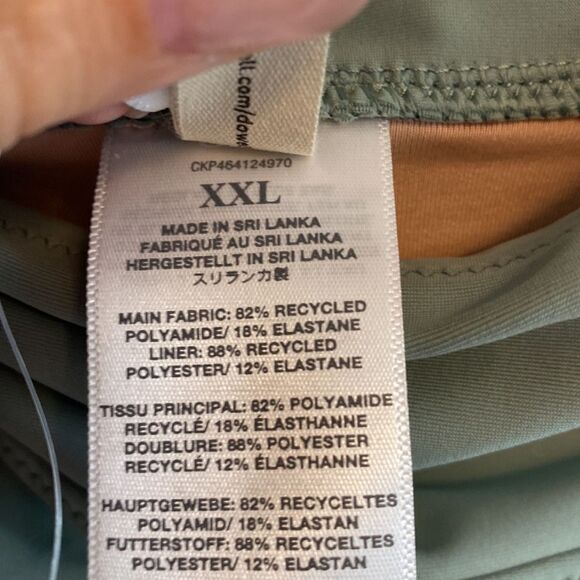 ll.com/dow
CKP464124970
XXL
MADE IN SRI LANKA
FABRIQUÉ AU SRI LANKA
HERGESTELLT IN SRI LANKA
スリランカ製
MAIN FABRIC: 82% RECYCLED
POLYAMIDE/ 18% ELASTANE
LINER: 88% RECYCLED
POLYESTER/ 12% ELASTANE
TISSU PRINCIPAL: 82% POLYAMIDE
RECYCLÉ/ 18% ÉLASTHANNE
DOUBLURE: 88% POLYESTER
RECYCLÉ/ 12% ÉLASTHANNE
HAUPTGEWEBE: 82% RECYCELTES
POLYAMID/ 18% ELASTAN
FUTTERSTOFF: 88% RECYCELTES
POLYESTER/ 12% ELASTAN